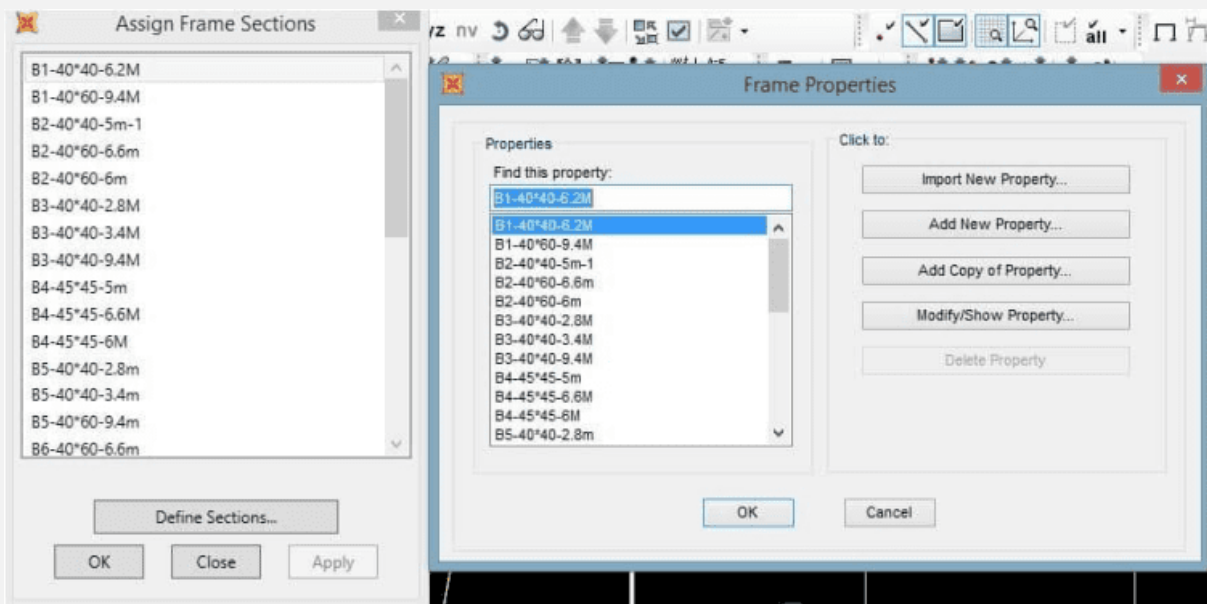 Assign Frame Sections
B1-40*40-6.2M
B1-40*60-9.4M
B2-40*40-5m-1
B2-40*60-6.6m
B2-40*60-6m
B3-40*40-2.8M
B3-40*40-3.4M
B3-40*40-9.4M
B4-45*45-5m
B4-45*45-6.6M
B4-45*45-6M
B5-40*40-2.8m
B5-40*40-3.4m
B5-40*60-9.4m
B6-40*60-6.6m
Define Sections...
OK
Close
Apply
nv
all
Frame Properties
Properties
Find this property:
B1-40*40-6.2M
B1-40*40-6.2M
B1-40*60-9.4M
B2-40*40-5m-1
B2-40*60-6.6m
B2-40*60-6m
B3-40*40-2.8M
B3-40*40-3.4M
B3-40*40-9.4M
B4-45*45-5m
B4-45*45-6.6M
B4-45*45-6M
B5-40*40-2.8m
Click to:
Import New Property...
Add New Property...
Add Copy of Property...
Modify/Show Property...
Delete Property
OK
Cancel